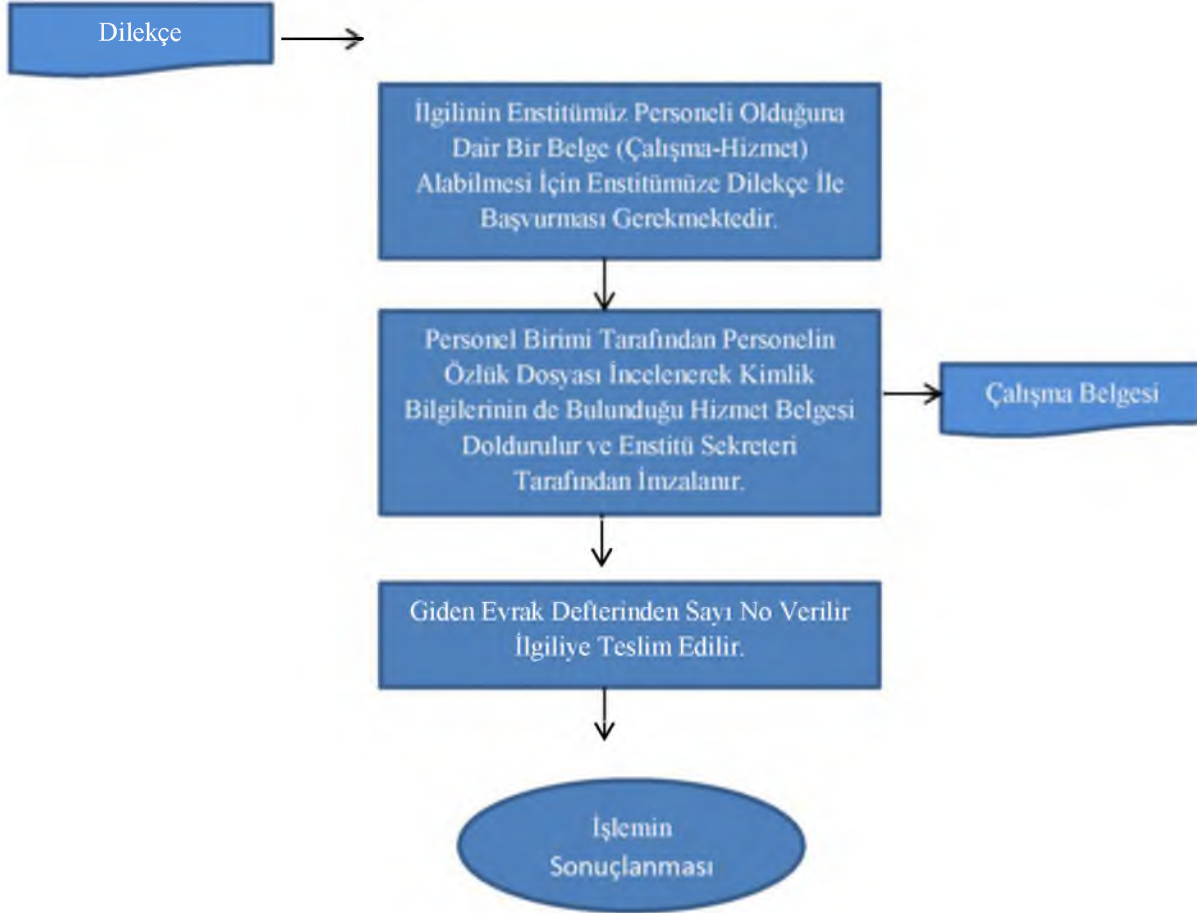 Dilekçe
İlgilinin Enstitümüz Personeli Olduğuna
Dair Bir Belge (Çalışma-Hizmet)
Alabilmesi İçin Enstitümüze Dilekçe İle
Başvurması Gerekmektedir.
Personel Birimi Tarafından Personelin
Özlük Dosyası İncelenerek Kimlik
Bilgilerinin de Bulunduğu Hizmet Belgesi
Doldurulur ve Enstitü Sekreteri
Tarafından İmzalanır.
Çalışma Belgesi
Giden Evrak Defterinden Sayı No Verilir
İlgiliye Teslim Edilir.
İşlemin
Sonuçlanması